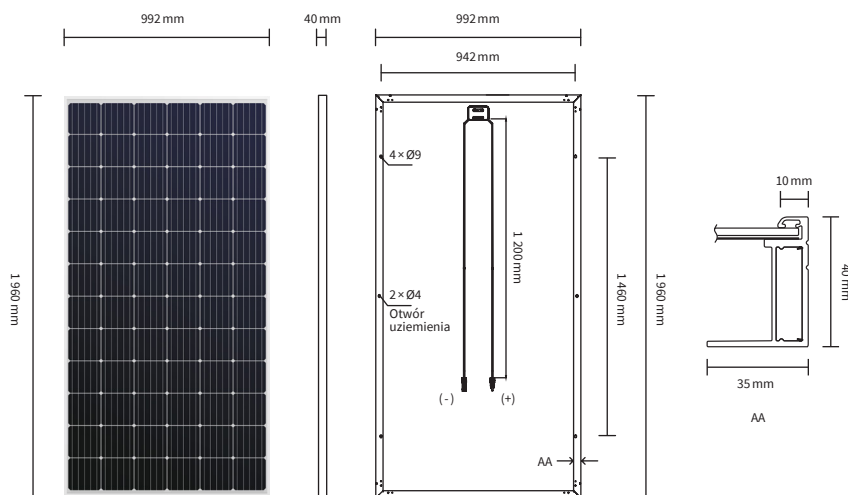 992 mm
40 mm
992 mm
942 mm
1 960 mm
4 × Ø9
1 200 mm
2 × Ø4
Otwór
uziemienia
(-)
(+)
1 460 mm
1 960 mm
AA
10 mm
40 mm
35 mm
AA